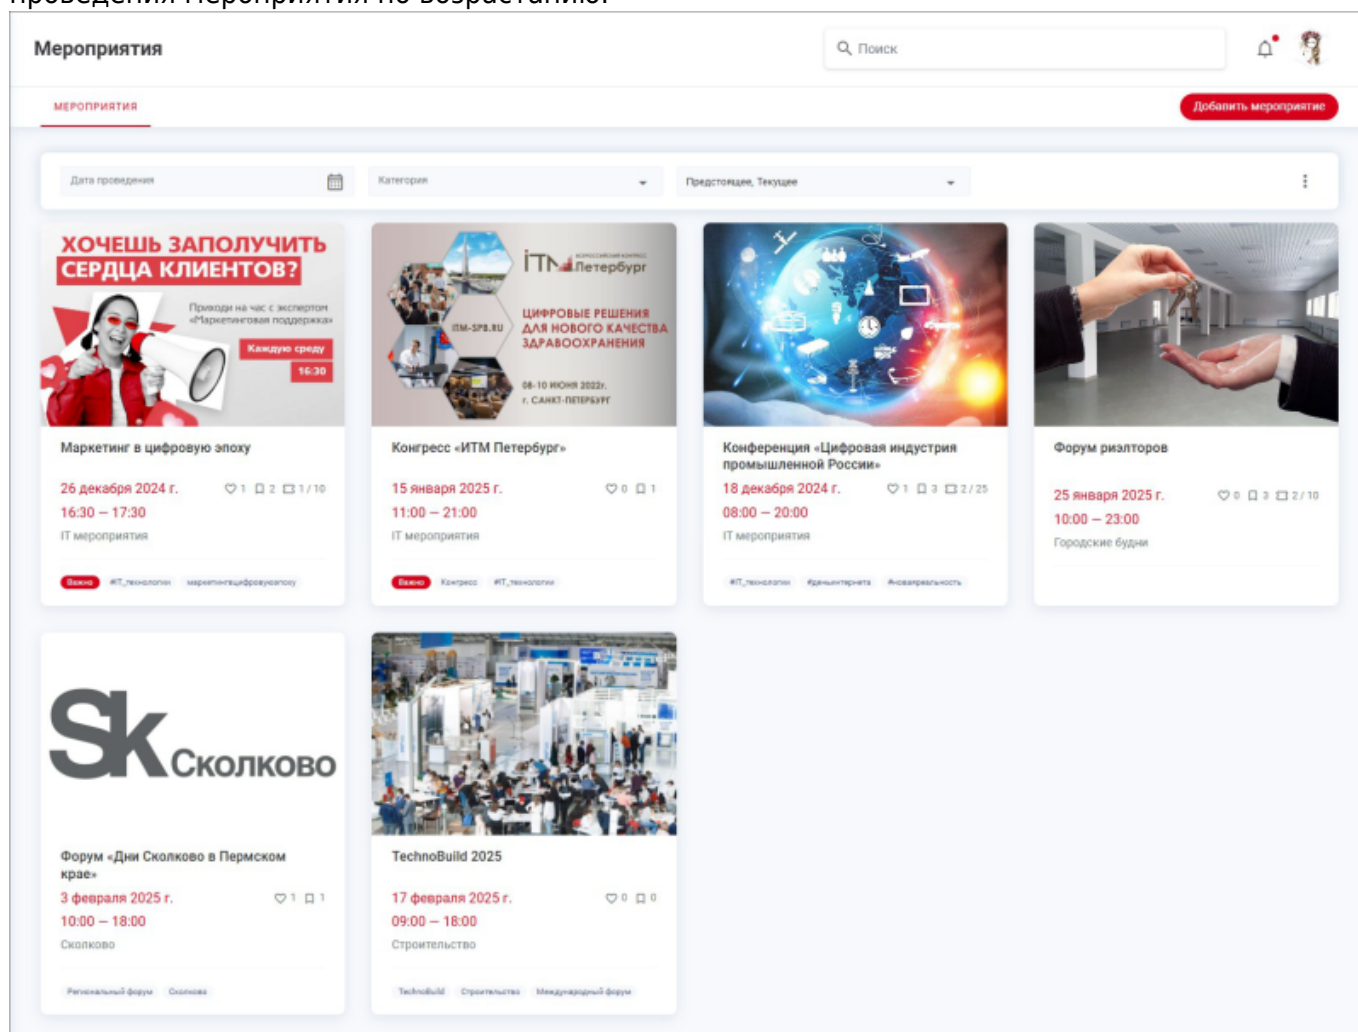 проведения мероприятия по возрастанию.
Мероприятия
Поиск
МЕРОПРИЯТИЯ
Добавить мероприятие
Дата проведения
Категория
Предстоящее, Текущее
ХОЧЕШЬ ЗАПОЛУЧИТЬ
СЕРДЦА КЛИЕНТОВ?
Приходи на час с экспертом
«Маркетинговая поддержка»
Каждую среду
16:30
Маркетинг в цифровую эпоху
26 декабря 2024 г. 1 2 1/10
16:30 — 17:30
IT мероприятия
Важно #IT_технологии маркетингвцифровуюэпоху
ВСЕРОССИЙСКИЙ КОНГРЕСС
ITM Петербург
ITM-SPB.RU
ЦИФРОВЫЕ РЕШЕНИЯ
ДЛЯ НОВОГО КАЧЕСТВА
ЗДРАВООХРАНЕНИЯ
08-10 ИЮНЯ 2022г.
г. САНКТ-ПЕТЕРБУРГ
Конгресс «ИТМ Петербург»
15 января 2025 г. 0 1
11:00 — 21:00
IT мероприятия
Важно Конгресс #IT_технологии
Конференция «Цифровая индустрия
промышленной России»
18 декабря 2024 г. 1 3 2/25
08:00 — 20:00
IT мероприятия
#IT_технологии #деньинтернета #новаяреальность
Форум риэлторов
25 января 2025 г. 0 3 2/10
10:00 — 23:00
Городские будни
Sk Сколково
Форум «Дни Сколково в Пермском
крае»
3 февраля 2025 г. 1 1
10:00 — 18:00
Сколково
Региональный форум Сколково
TechnoBuild 2025
17 февраля 2025 г. 0 0
09:00 — 18:00
Строительство
TechnoBuild Строительство Международный форум